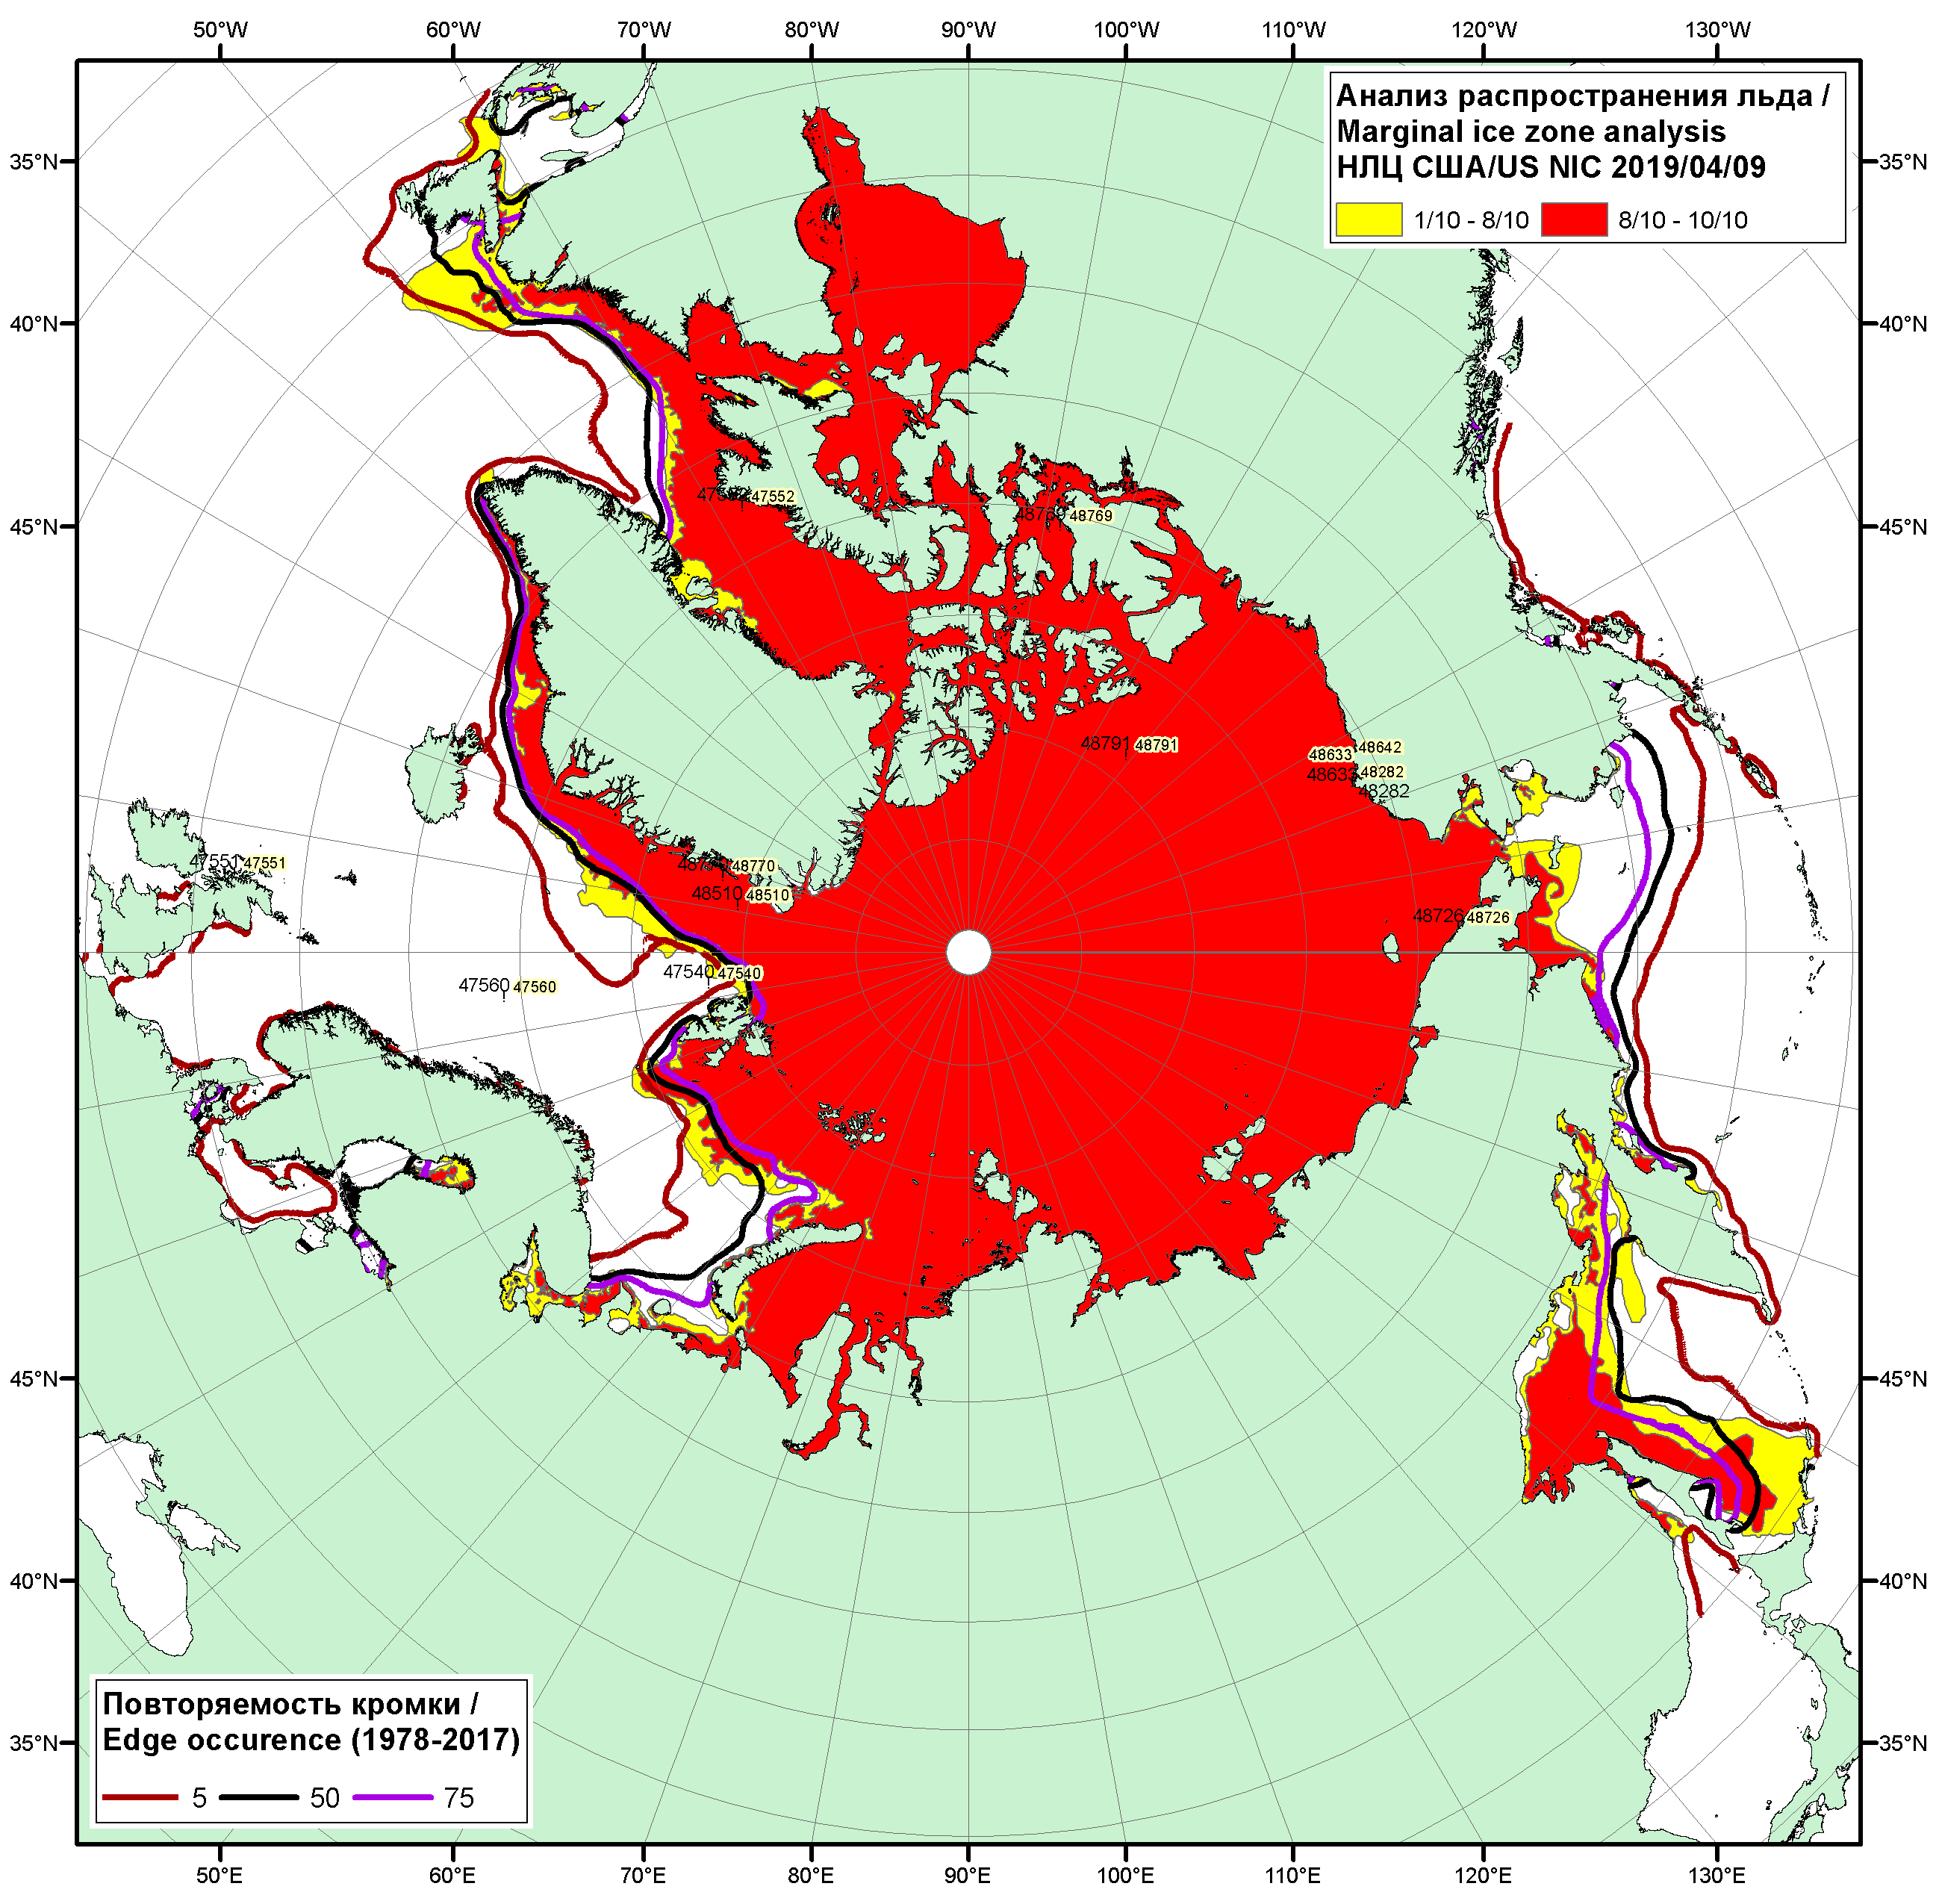 50°W 60°W 70°W 80°W 90°W 100°W 110°W 120°W 130°W
Анализ распространения льда /
Marginal ice zone analysis
НЛЦ США/US NIC 2019/04/09
1/10 - 8/10 8/10 - 10/10
35°N 35°N
40°N 40°N
45°N 45°N
47552
48769 48769
48791 48791
48642
48633
48633 48282
48282
47551 47551
48770
48510 48510
48726 48726
47540 47540
47560 47560
45°N 45°N
40°N 40°N
35°N 35°N
Повторяемость кромки /
Edge occurence (1978-2017)
5 50 75
50°E 60°E 70°E 80°E 90°E 100°E 110°E 120°E 130°E